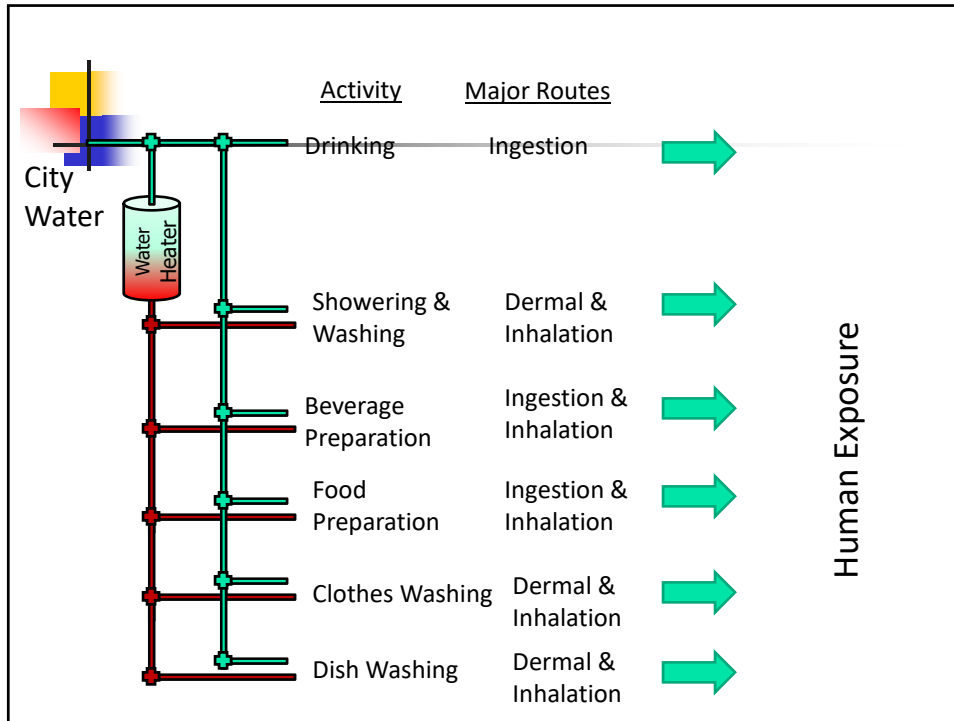 Activity Major Routes
Drinking Ingestion
City
Water
Water
Heater
Showering & Dermal &
Washing Inhalation
Beverage Ingestion &
Preparation Inhalation
Food Ingestion &
Preparation Inhalation
Clothes Washing Dermal &
Inhalation
Dish Washing Dermal &
Inhalation
Human Exposure